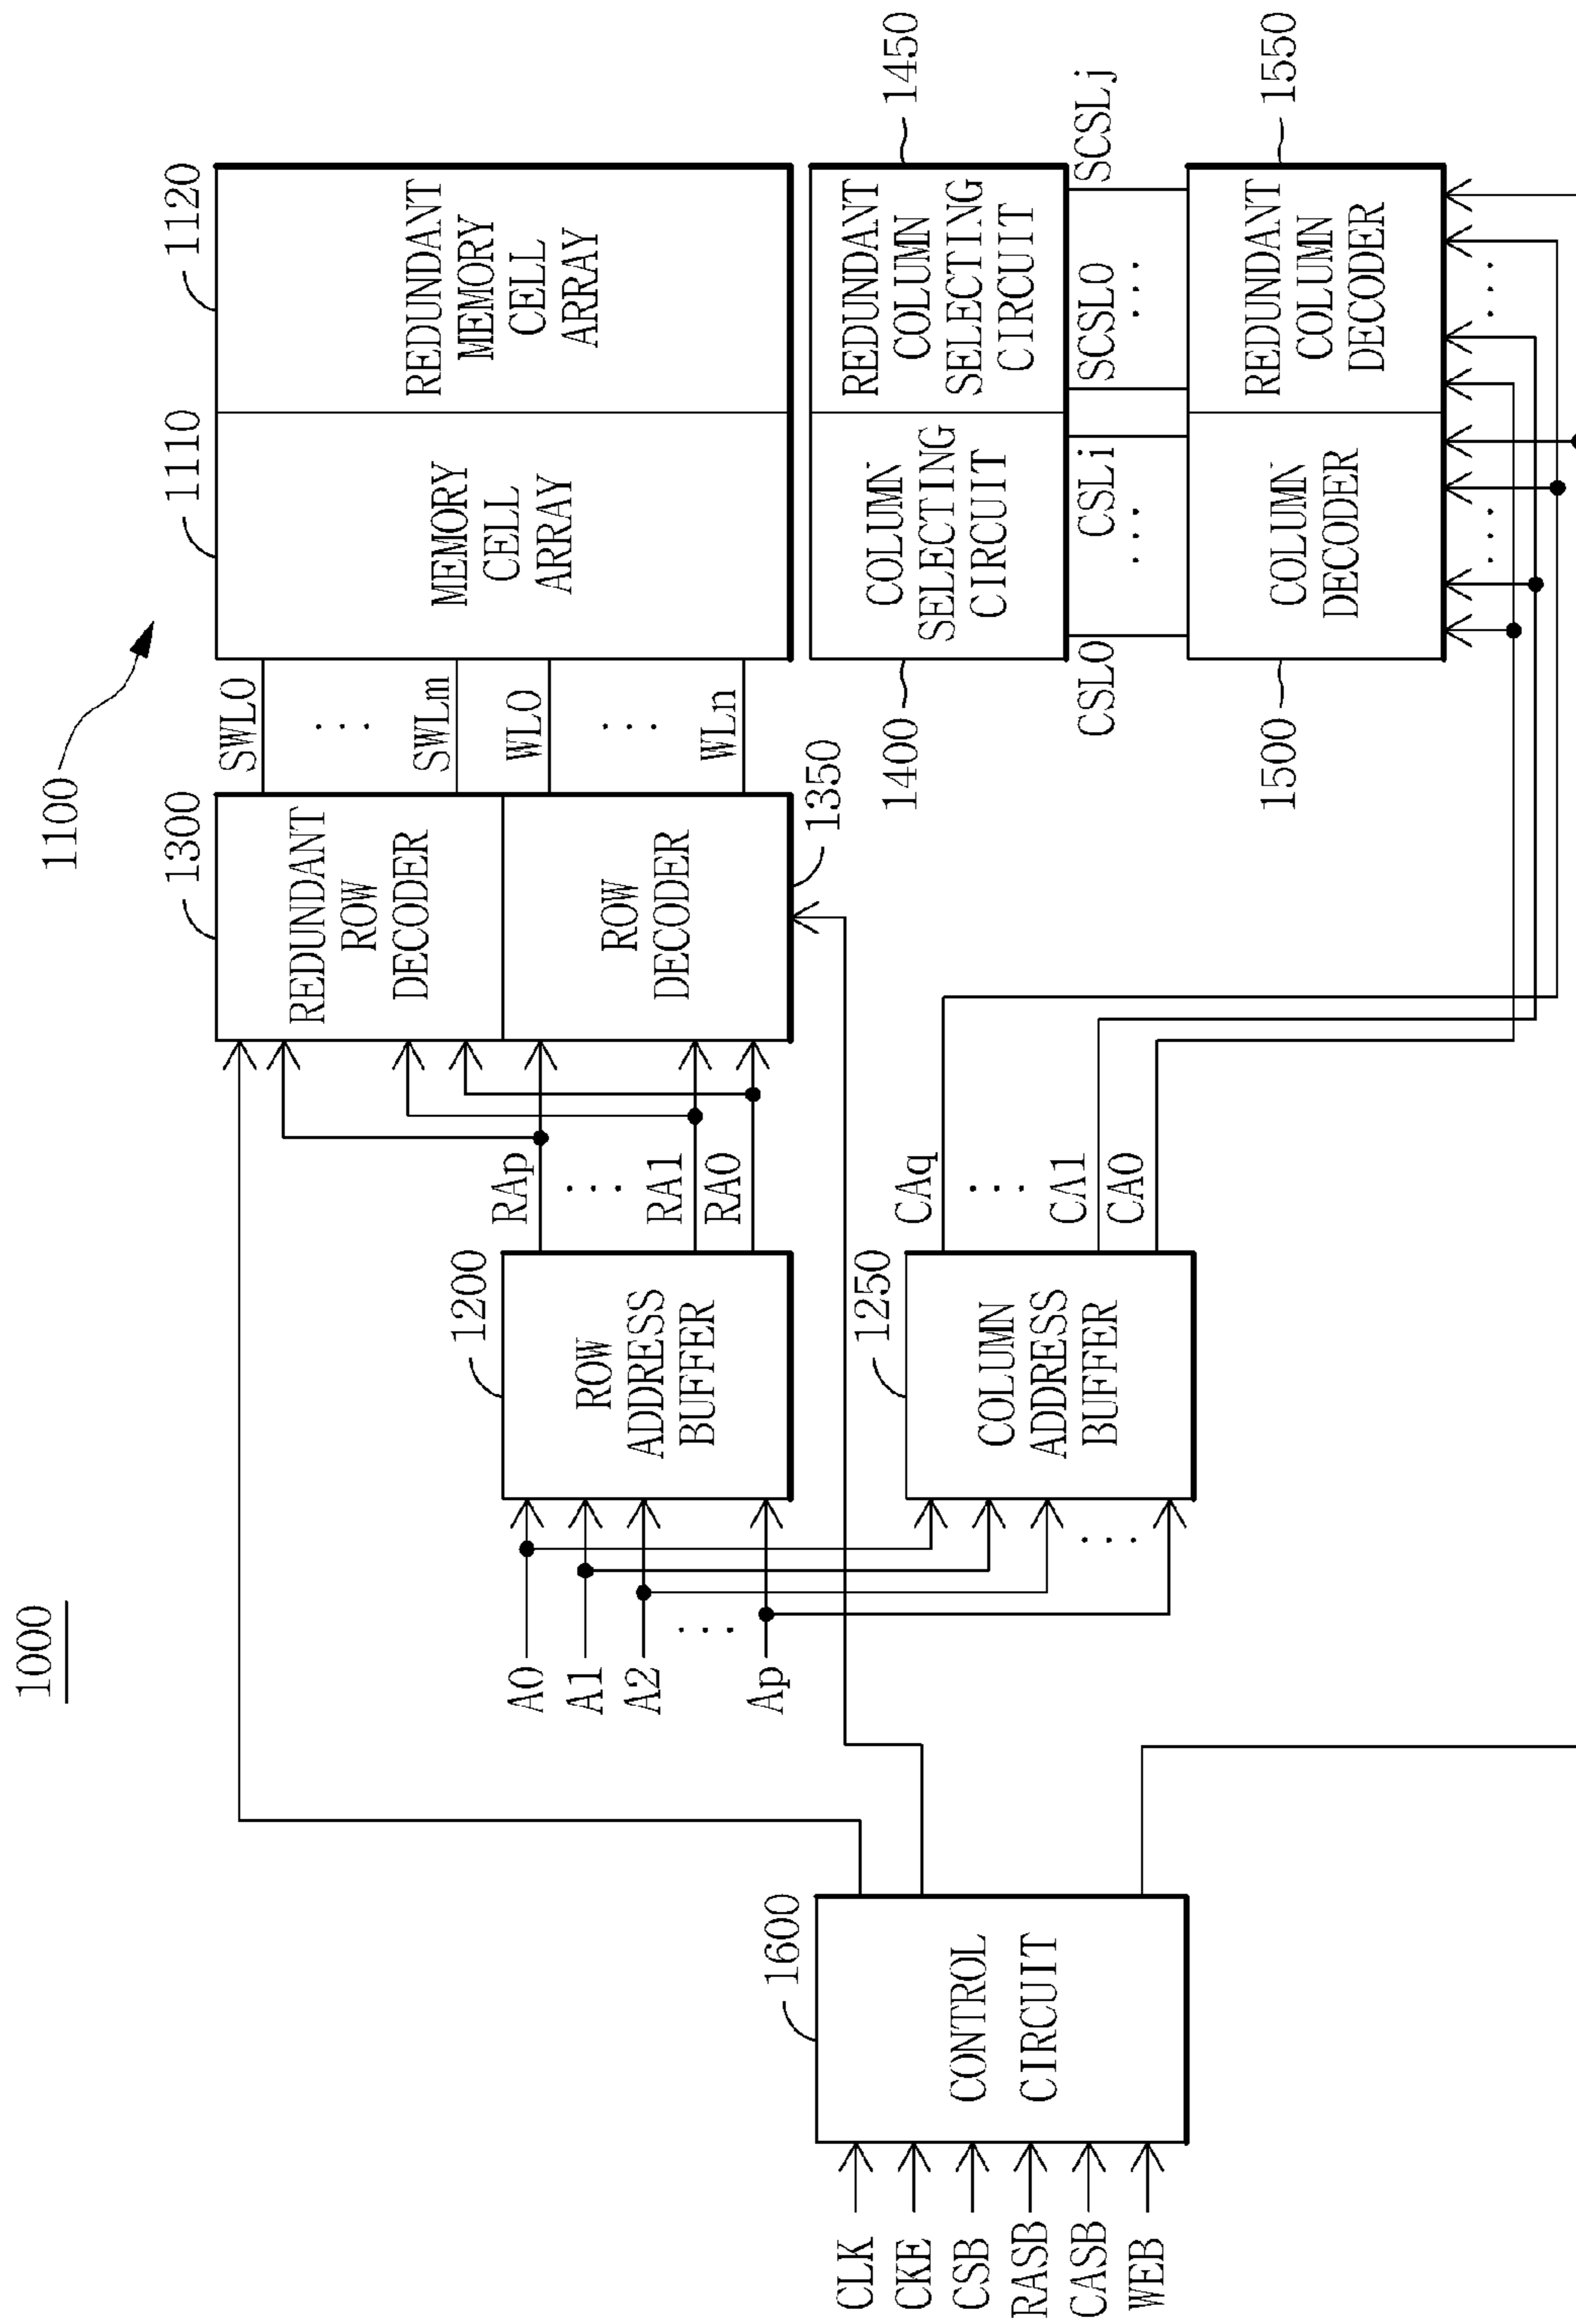 1000
1100
1110
1120
MEMORY
CELL
ARRAY
REDUNDANT
MEMORY
CELL
ARRAY
1300
REDUNDANT
ROW
DECODER
ROW
DECODER
1350
SWL0
...
SWLm
WL0
...
WLn
1200
ROW
ADDRESS
BUFFER
RAp
...
RA1
RA0
A0
A1
A2
...
Ap
1250
COLUMN
ADDRESS
BUFFER
...
CAq
...
CA1
CA0
1400
COLUMN
SELECTING
CIRCUIT
REDUNDANT
COLUMN
SELECTING
CIRCUIT
1450
CSL0
...
CSLi
SCSL0
...
SCSLj
1500
COLUMN
DECODER
REDUNDANT
COLUMN
DECODER
1550
...
...
1600
CONTROL
CIRCUIT
CLK
CKE
CSB
RASB
CASB
WEB